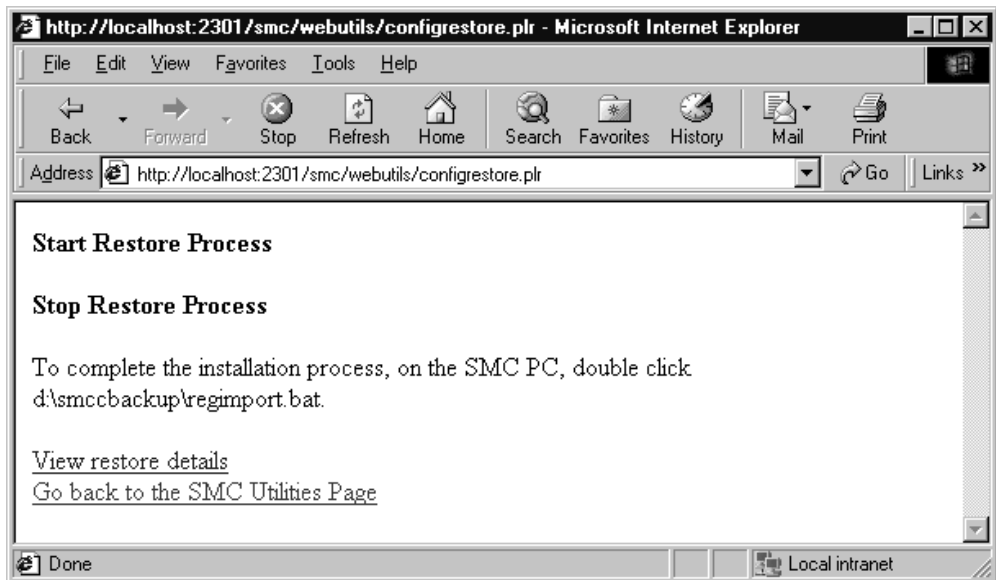 http://localhost:2301/smc/webutils/configrestore.plr - Microsoft Internet Explorer
File Edit View Favorites Tools Help
Back Forward Stop Refresh Home Search Favorites History Mail Print
Address http://localhost:2301/smc/webutils/configrestore.plr Go Links »
Start Restore Process
Stop Restore Process
To complete the installation process, on the SMC PC, double click
d:\smccbackup\regimport.bat.
View restore details
Go back to the SMC Utilities Page
Done Local intranet